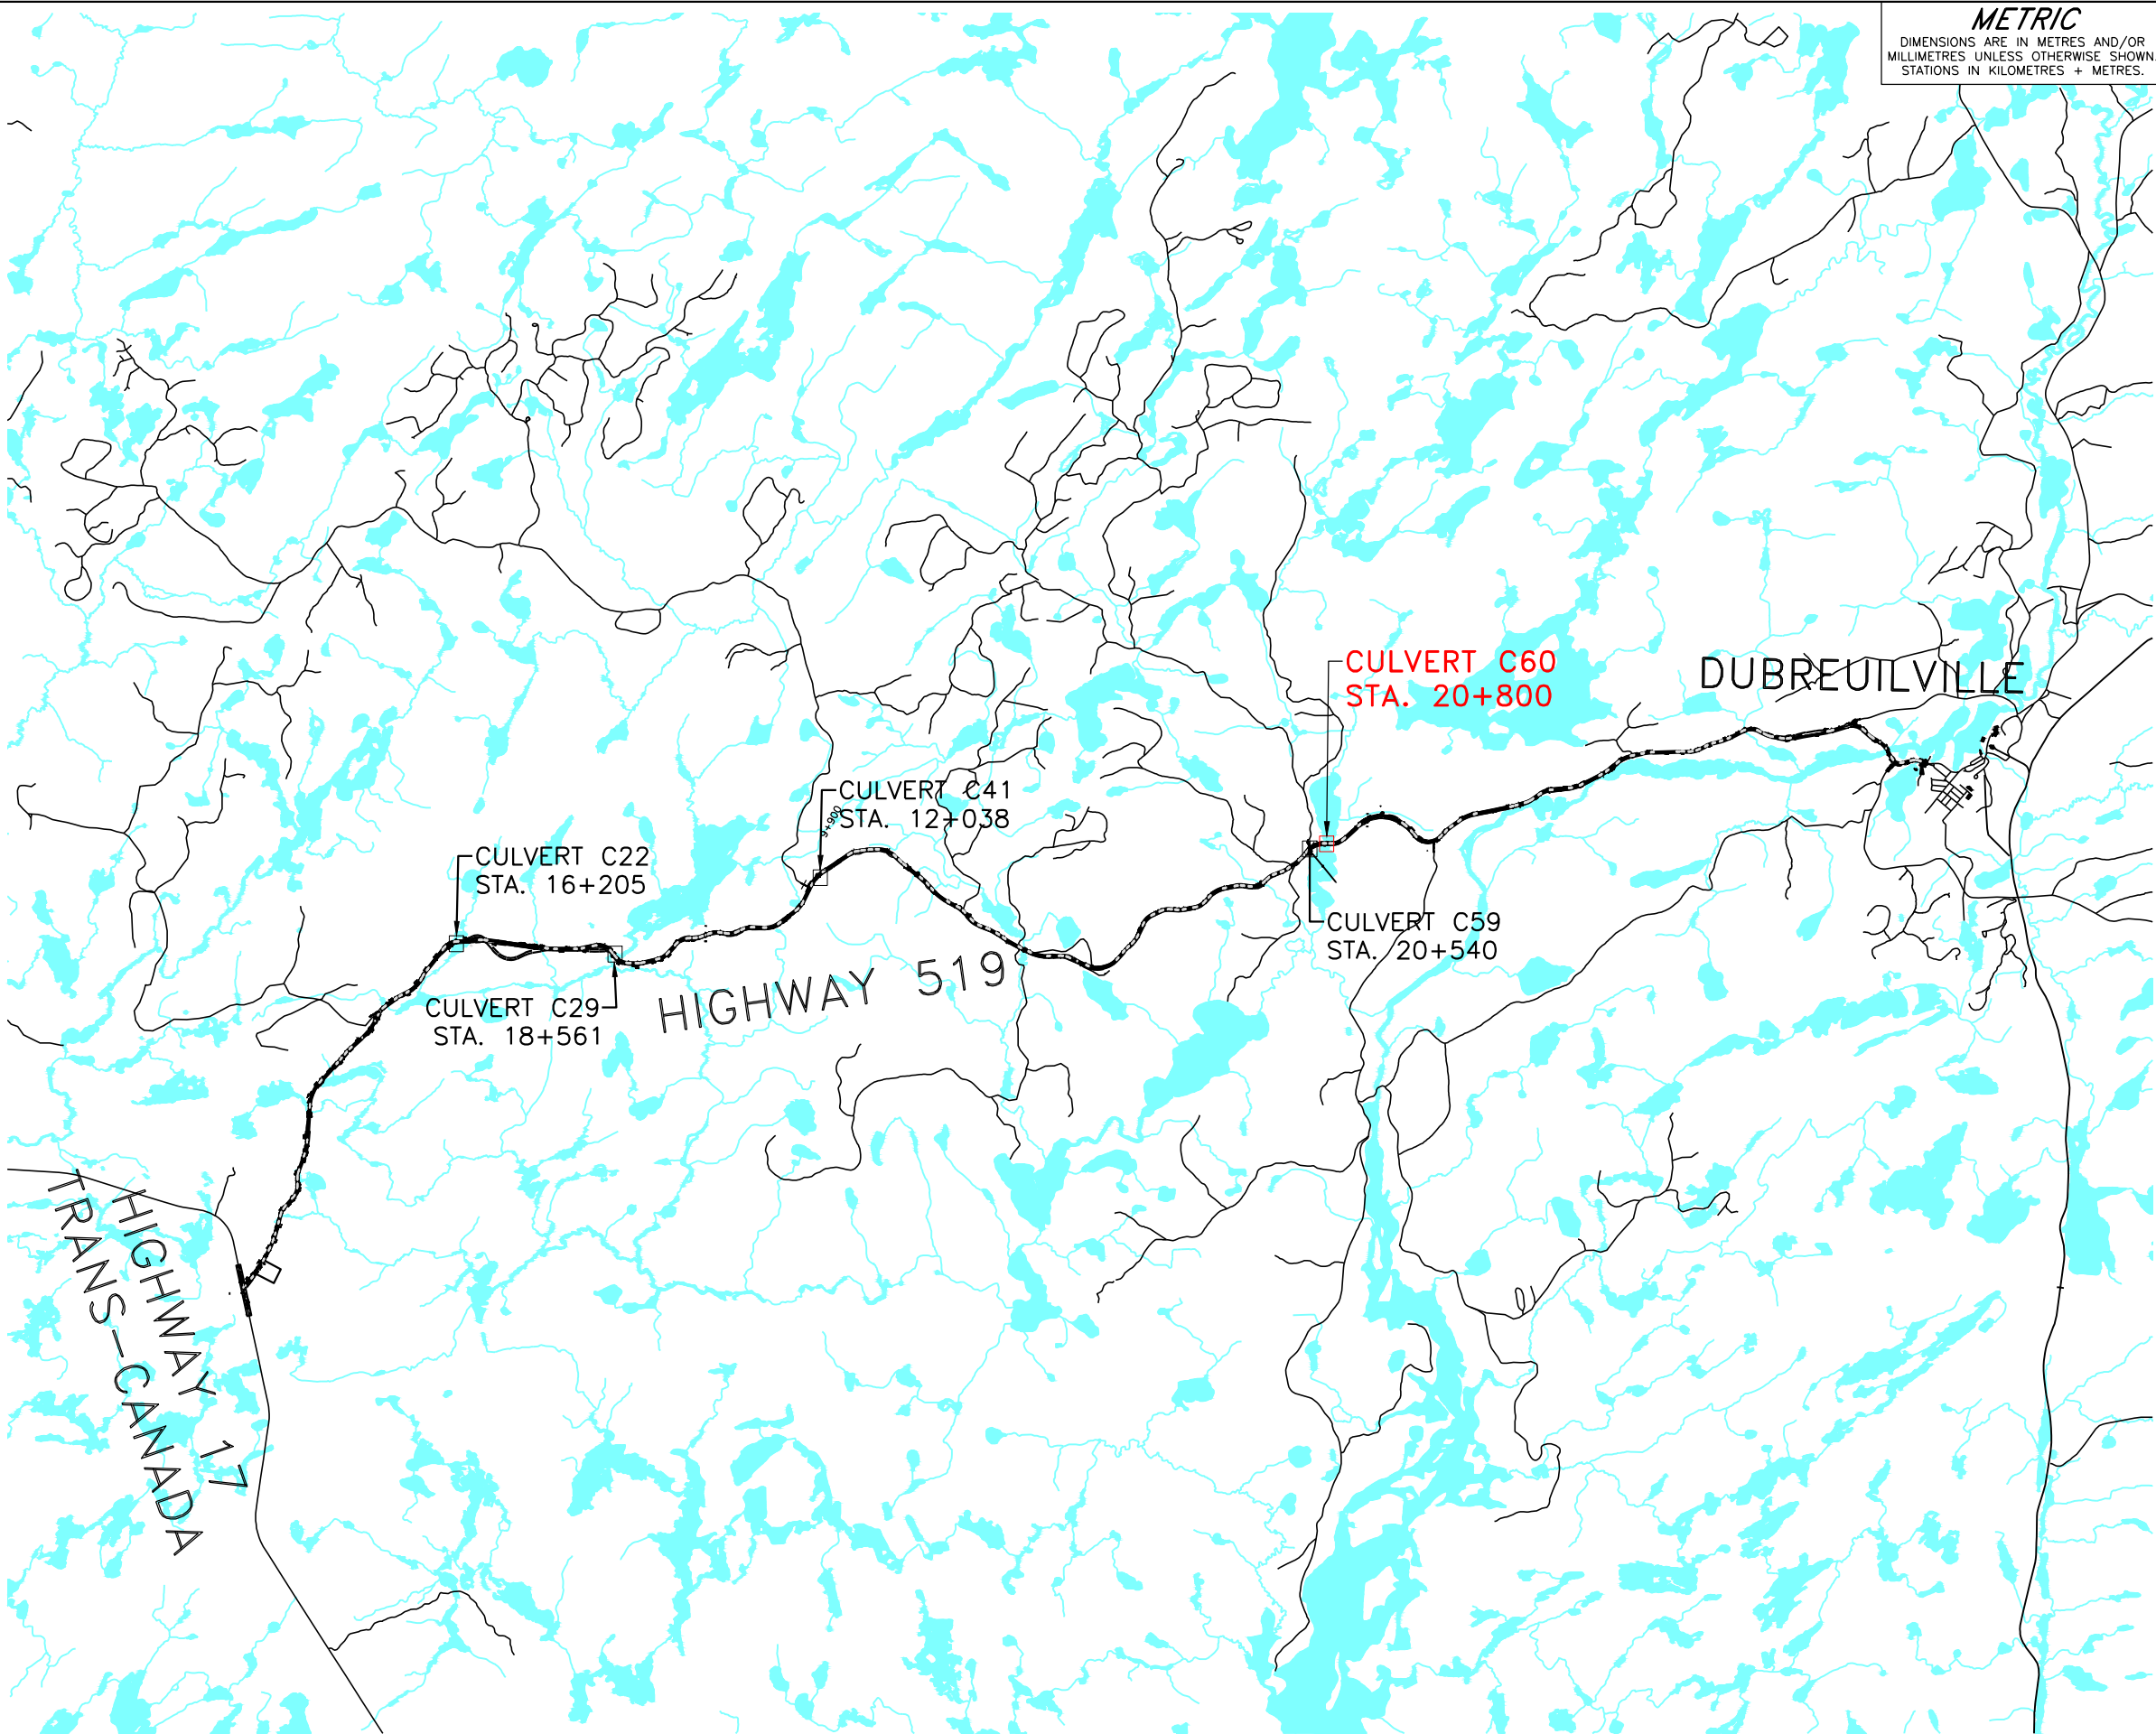 METRIC
DIMENSIONS ARE IN METRES AND/OR
MILLIMETRES UNLESS OTHERWISE SHOWN.
STATIONS IN KILOMETRES + METRES.
CULVERT C60
STA. 20+800
DUBREUILVILLE
CULVERT C41
STA. 12+038
9+900
CULVERT C22
STA. 16+205
CULVERT C59
STA. 20+540
HIGHWAY 519
CULVERT C29
STA. 18+561
HIGHWAY 17
TRANS-CANADA